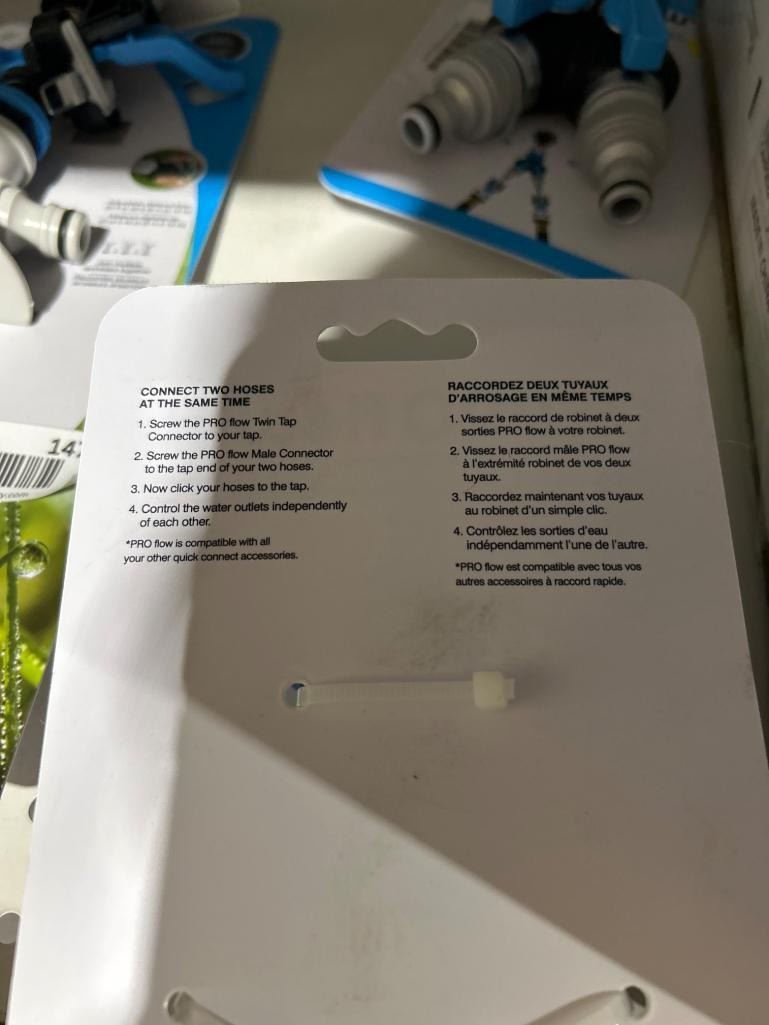 CONNECT TWO HOSES
AT THE SAME TIME
1. Screw the PRO flow Twin Tap
Connector to your tap.
2. Screw the PRO flow Male Connector
to the tap end of your two hoses.
3. Now click your hoses to the tap.
4. Control the water outlets independently
of each other.
*PRO flow is compatible with all
your other quick connect accessories.
RACCORDEZ DEUX TUYAUX
D'ARROSAGE EN MÊME TEMPS
1. Vissez le raccord de robinet à deux
sorties PRO flow à votre robinet.
2. Vissez le raccord mâle PRO flow
à l'extrémité robinet de vos deux
tuyaux.
3. Raccordez maintenant vos tuyaux
au robinet d'un simple clic.
4. Contrôlez les sorties d'eau
indépendamment l'une de l'autre.
*PRO flow est compatible avec tous vos
autres accessoires à raccord rapide.